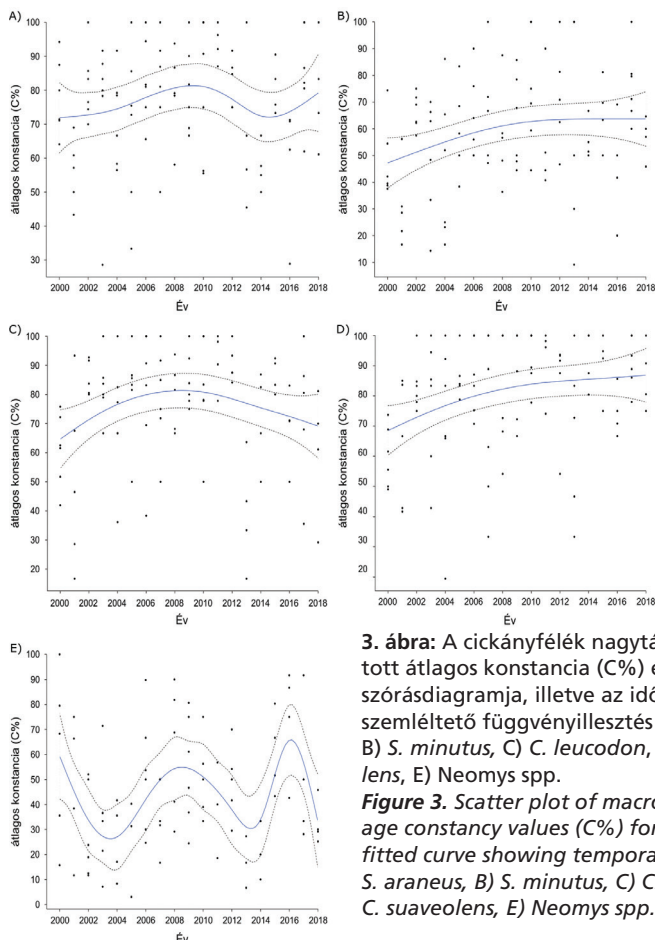 A)
átlagos konstancia (C%)
100
90
80
70
60
50
40
30
2000 2002 2004 2006 2008 2010 2012 2014 2016 2018
Év
B)
átlagos konstancia (C%)
100
90
80
70
60
50
40
30
20
10
2000 2002 2004 2006 2008 2010 2012 2014 2016 2018
Év
C)
átlagos konstancia (C%)
100
90
80
70
60
50
40
30
20
2000 2002 2004 2006 2008 2010 2012 2014 2016 2018
Év
D)
átlagos konstancia (C%)
100
90
80
70
60
50
40
30
20
2000 2002 2004 2006 2008 2010 2012 2014 2016 2018
Év
E)
átlagos konstancia (C%)
100
90
80
70
60
50
40
30
20
10
0
2000 2002 2004 2006 2008 2010 2012 2014 2016 2018
Év
3. ábra: A cickányfélék nagytá
tott átlagos konstancia (C%) é
szórásdiagramja, illetve az idő
szemléltető függvényillesztés
B) S. minutus, C) C. leucodon,
lens, E) Neomys spp.
Figure 3. Scatter plot of macro
age constancy values (C%) for
fitted curve showing tempora
S. araneus, B) S. minutus, C) C
C. suaveolens, E) Neomys spp.